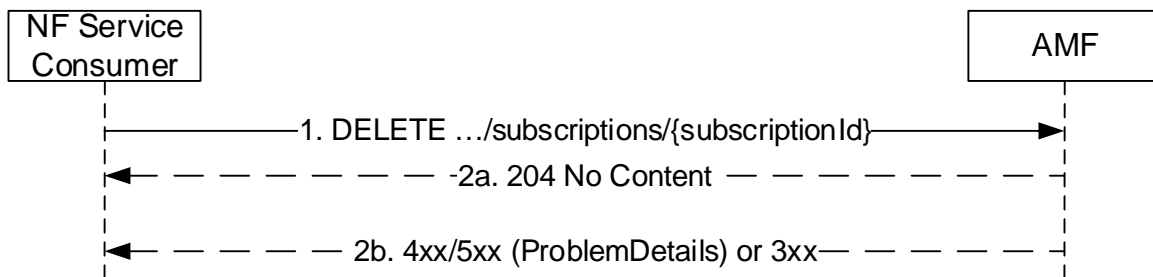 NF Service
Consumer
AMF
1. DELETE …/subscriptions/{subscriptionId}
2a. 204 No Content
2b. 4xx/5xx (ProblemDetails) or 3xx